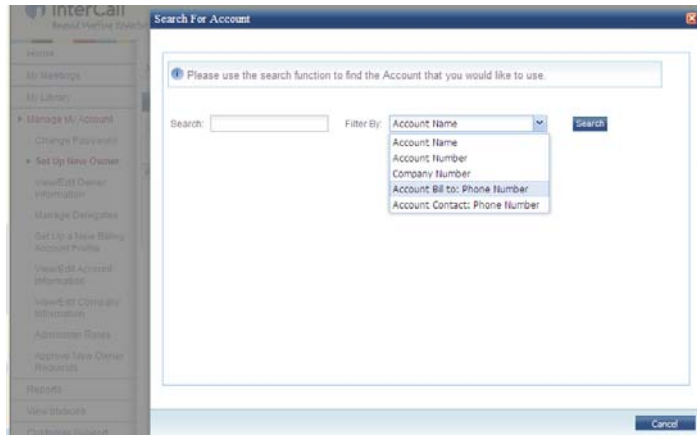 InterCall
Search For Account
Home
My Meetings
My Library
Manage My Account
Change Password
Set Up New Owner
View/Edit Owner
Information
Manage Delegates
Set Up a New Billing
Account Profile
View/Edit Account
Information
View/Edit Company
Information
Administer Roles
Approve New Owner
Requests
Reports
View Invoices
Customer Support
Please use the search function to find the Account that you would like to use.
Search: Filter By: Account Name Search
Account Name
Account Number
Company Number
Account Bill to: Phone Number
Account Contact: Phone Number
Cancel